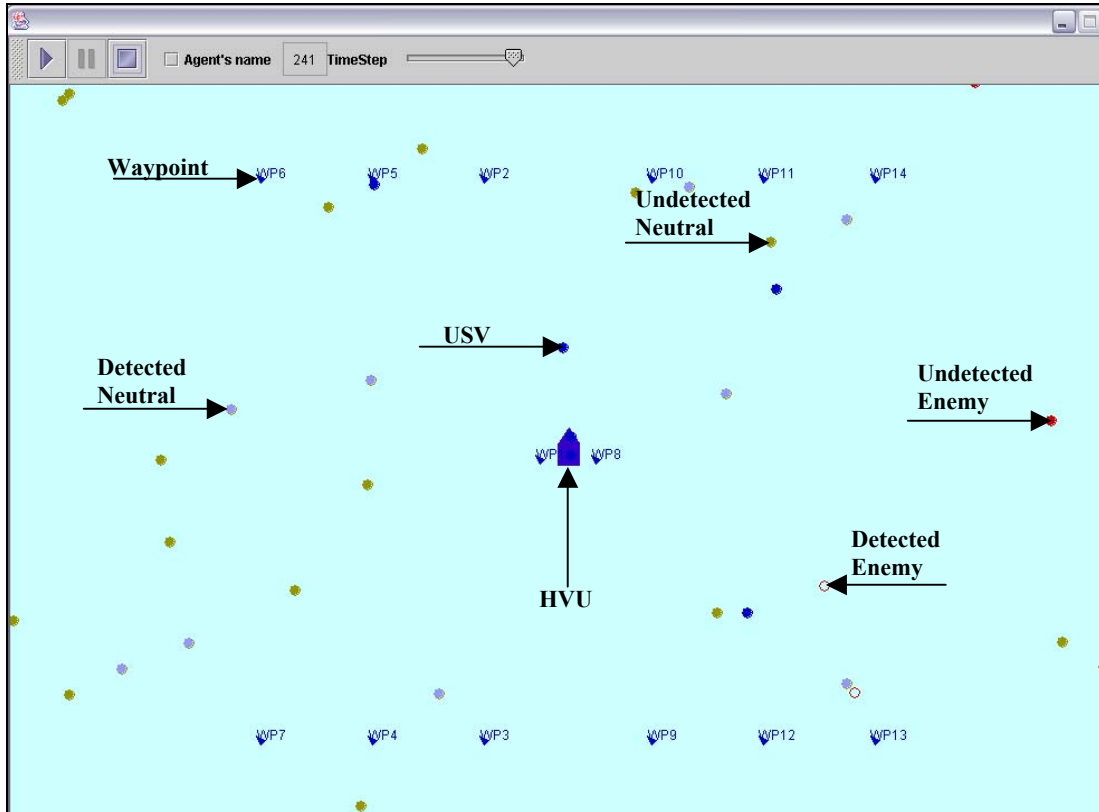 Agent's name 241 TimeStep
Waypoint
WP6 WP5 WP2 WP10 WP11 WP14
Undetected
Neutral
USV
Detected
Neutral
Undetected
Enemy
WP8
Detected
Enemy
HVU
WP7 WP4 WP3 WP9 WP12 WP13